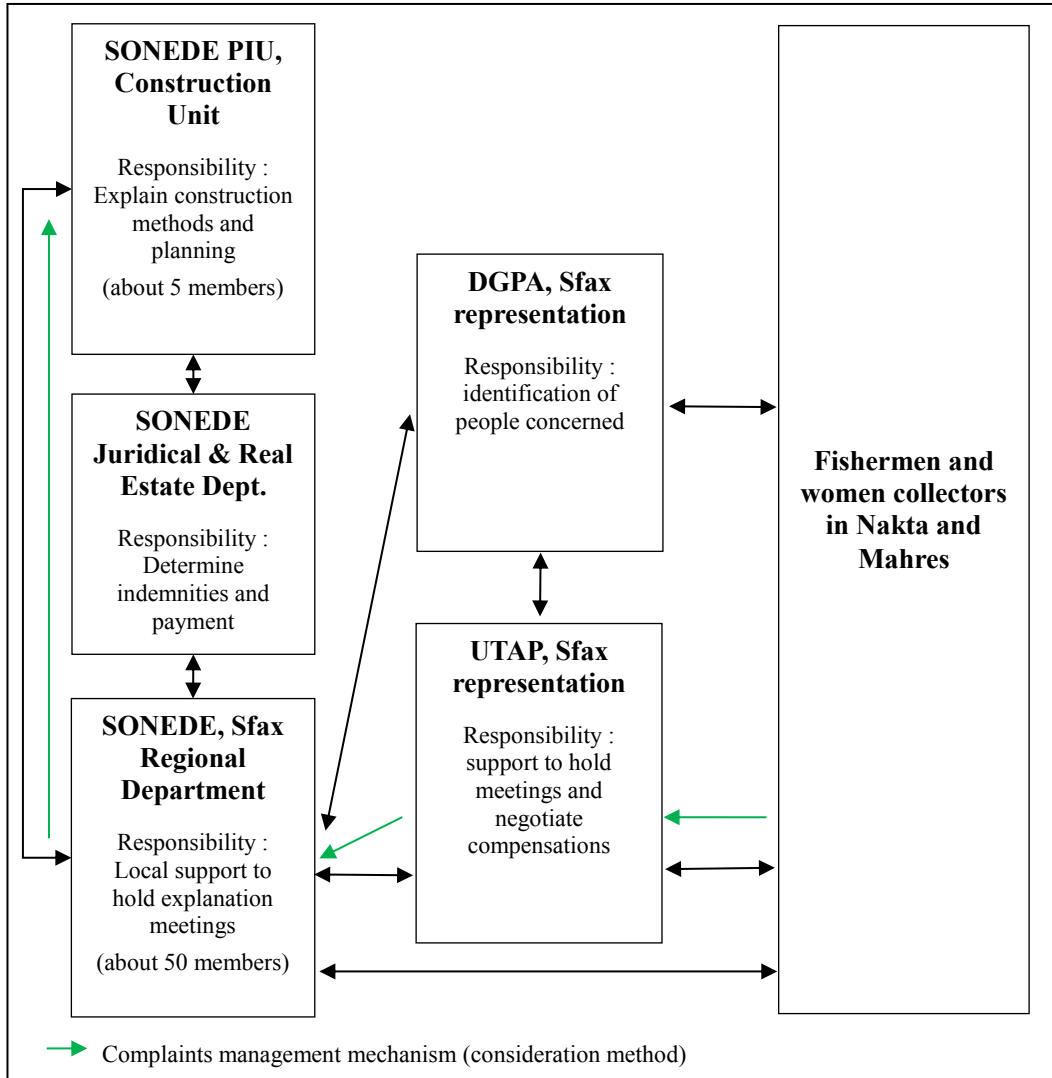 SONEDE PIU,
Construction
Unit
Responsibility :
Explain construction
methods and
planning
(about 5 members)
SONEDE
Juridical & Real
Estate Dept.
Responsibility :
Determine
indemnities and
payment
SONEDE, Sfax
Regional
Department
Responsibility :
Local support to
hold explanation
meetings
(about 50 members)
DGPA, Sfax
representation
Responsibility :
identification of
people concerned
UTAP, Sfax
representation
Responsibility :
support to hold
meetings and
negotiate
compensations
Fishermen and
women collectors
in Nakta and
Mahres
Complaints management mechanism (consideration method)